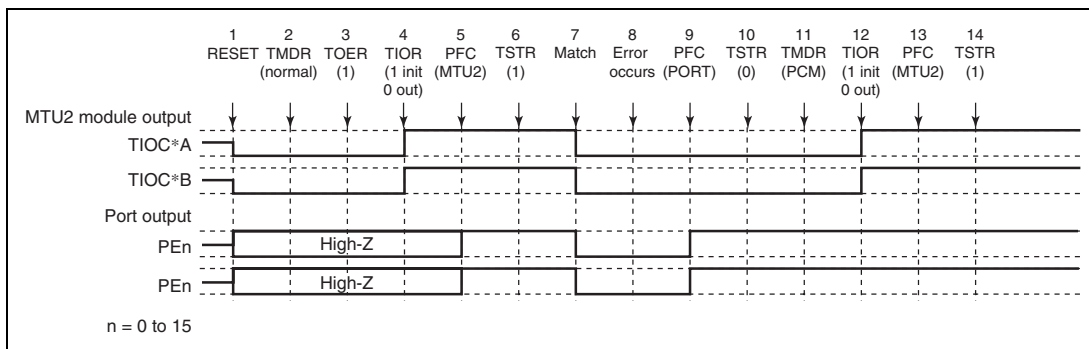 1 2 3 4 5 6 7 8 9 10 11 12 13 14
RESET TMDR TOER TIOR PFC TSTR Match Error PFC TSTR TMDR TIOR PFC TSTR
(normal) (1) (1 init (MTU2) (1) occurs (PORT) (0) (PCM) (1 init (MTU2) (1)
0 out) 0 out)
MTU2 module output
TIOC*A
TIOC*B
Port output
PEn High-Z
PEn High-Z
n = 0 to 15